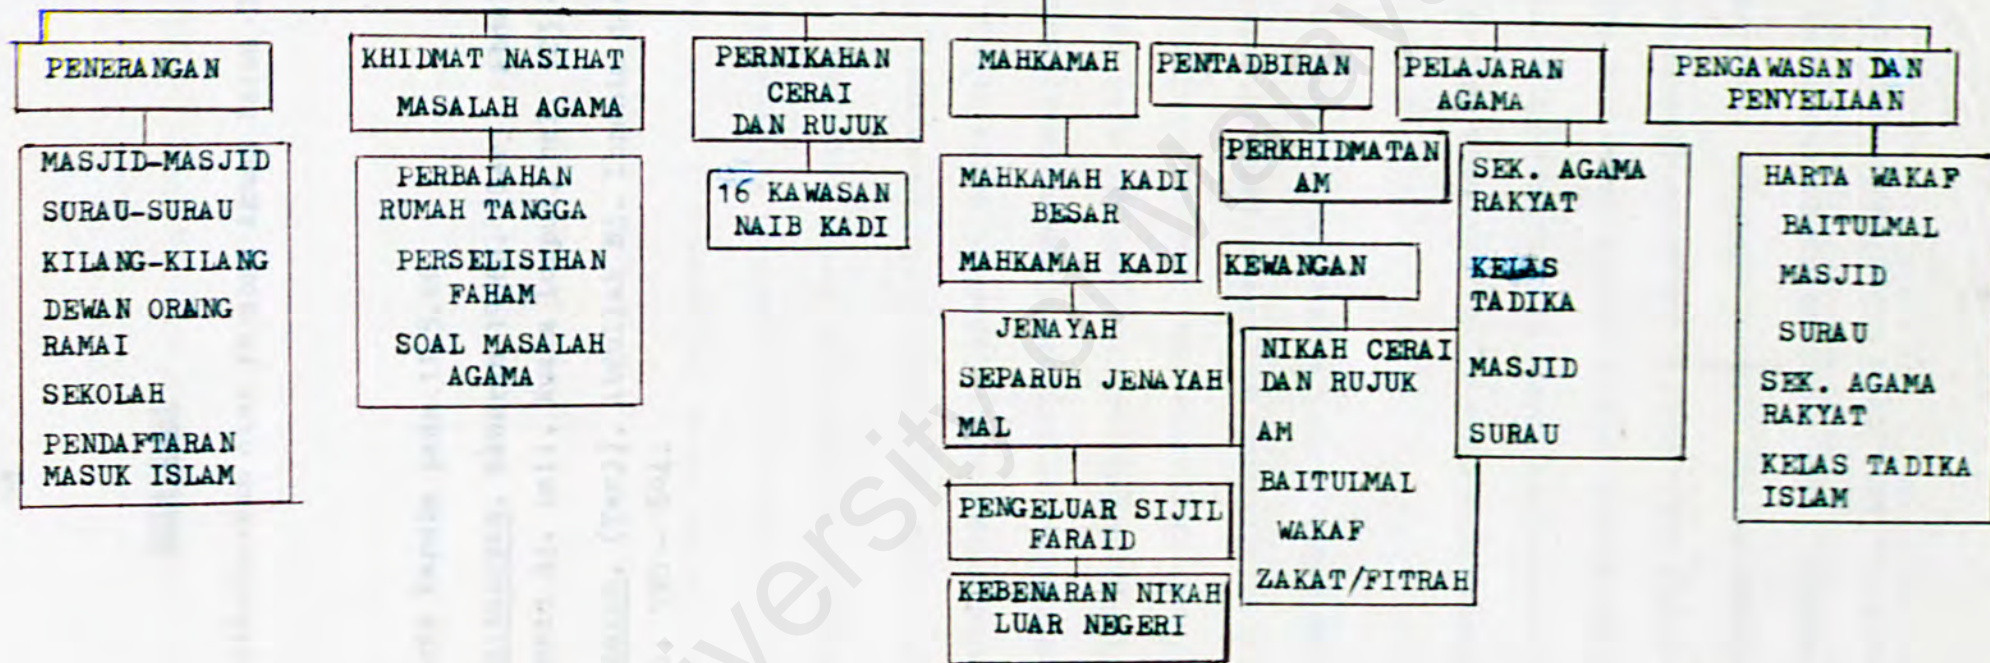 PENERANGAN
MASJID-MASJID
SURAU-SURAU
KILANG-KILANG
DEWAN ORANG
RAMAI
SEKOLAH
PENDAFTARAN
MASUK ISLAM
KHIDMAT NASIHAT
MASALAH AGAMA
PERBALAHAN
RUMAH TANGGA
PERSELISIHAN
FAHAM
SOAL MASALAH
AGAMA
PERNIKAHAN
CERAI
DAN RUJUK
16 KAWASAN
NAIB KADI
MAHKAMAH
MAHKAMAH KADI
BESAR
MAHKAMAH KADI
JENAYAH
SEPARUH JENAYAH
MAL
PENGELUAR SIJIL
FARAID
KEBENARAN NIKAH
LUAR NEGERI
PENTADBIRAN
PERKHIDMATAN
AM
KEWANGAN
NIKAH CERAI
DAN RUJUK
AM
BAITULMAL
WAKAF
ZAKAT/FITRAH
PELAJARAN
AGAMA
SEK. AGAMA
RAKYAT
KELAS
TADIKA
MASJID
SURAU
PENGAWASAN DAN
PENYELIAAN
HARTA WAKAF
BAITULMAL
MASJID
SURAU
SEK. AGAMA
RAKYAT
KELAS TADIKA
ISLAM
University of Malaya